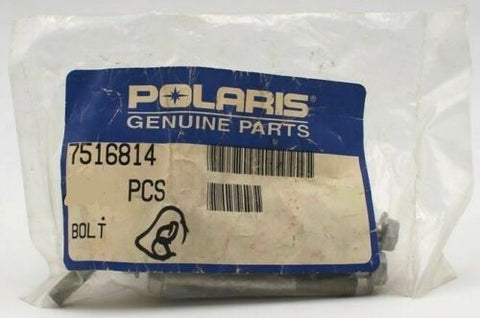 POLARIS®
GENUINE PARTS
7516814
PCS
BOLT